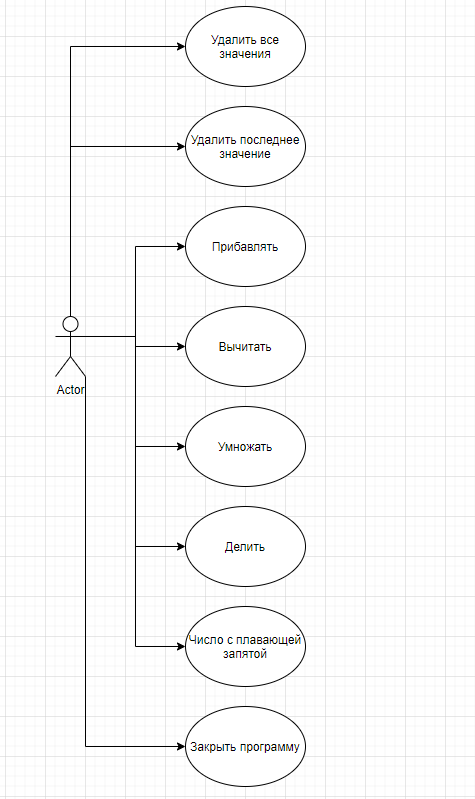 Удалить все
значения
Удалить последнее
значение
Прибавлять
Вычитать
Actor
Умножать
Делить
Число с плавающей
запятой
Закрыть программу